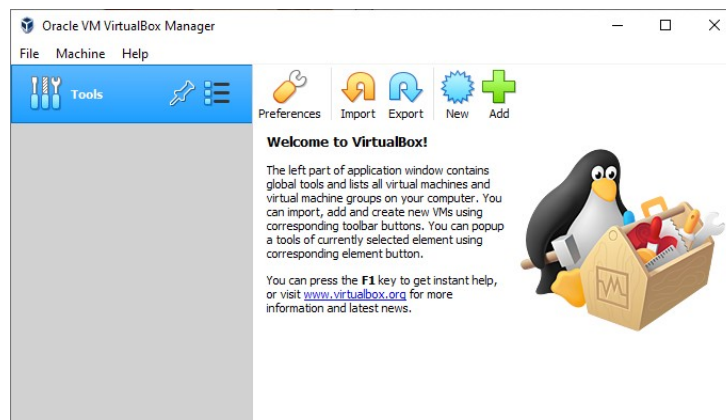 Oracle VM VirtualBox Manager
File Machine Help
Tools
Preferences Import Export New Add
Welcome to VirtualBox!
The left part of application window contains
global tools and lists all virtual machines and
virtual machine groups on your computer. You
can import, add and create new VMs using
corresponding toolbar buttons. You can popup
a tools of currently selected element using
corresponding element button.
You can press the F1 key to get instant help,
or visit www.virtualbox.org for more
information and latest news.